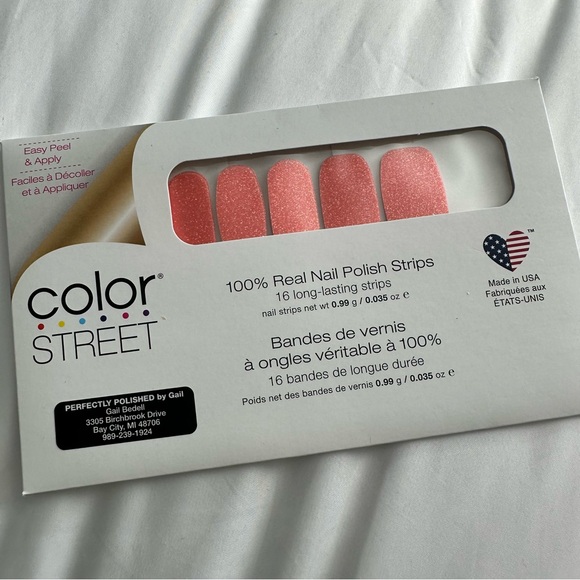 Easy Peel
& Apply
Faciles à Décoller
et à Appliquer
color®
STREET
100% Real Nail Polish Strips
16 long-lasting strips
nail strips net wt 0.99 g / 0.035 oz ℮
Bandes de vernis
à ongles véritable à 100%
16 bandes de longue durée
Poids net des bandes de vernis 0.99 g / 0.035 oz ℮
™
Made in USA
Fabriquées aux
ÉTATS-UNIS
PERFECTLY POLISHED by Gail
Gail Bedell
3305 Birchbrook Drive
Bay City, MI 48706
989-239-1924